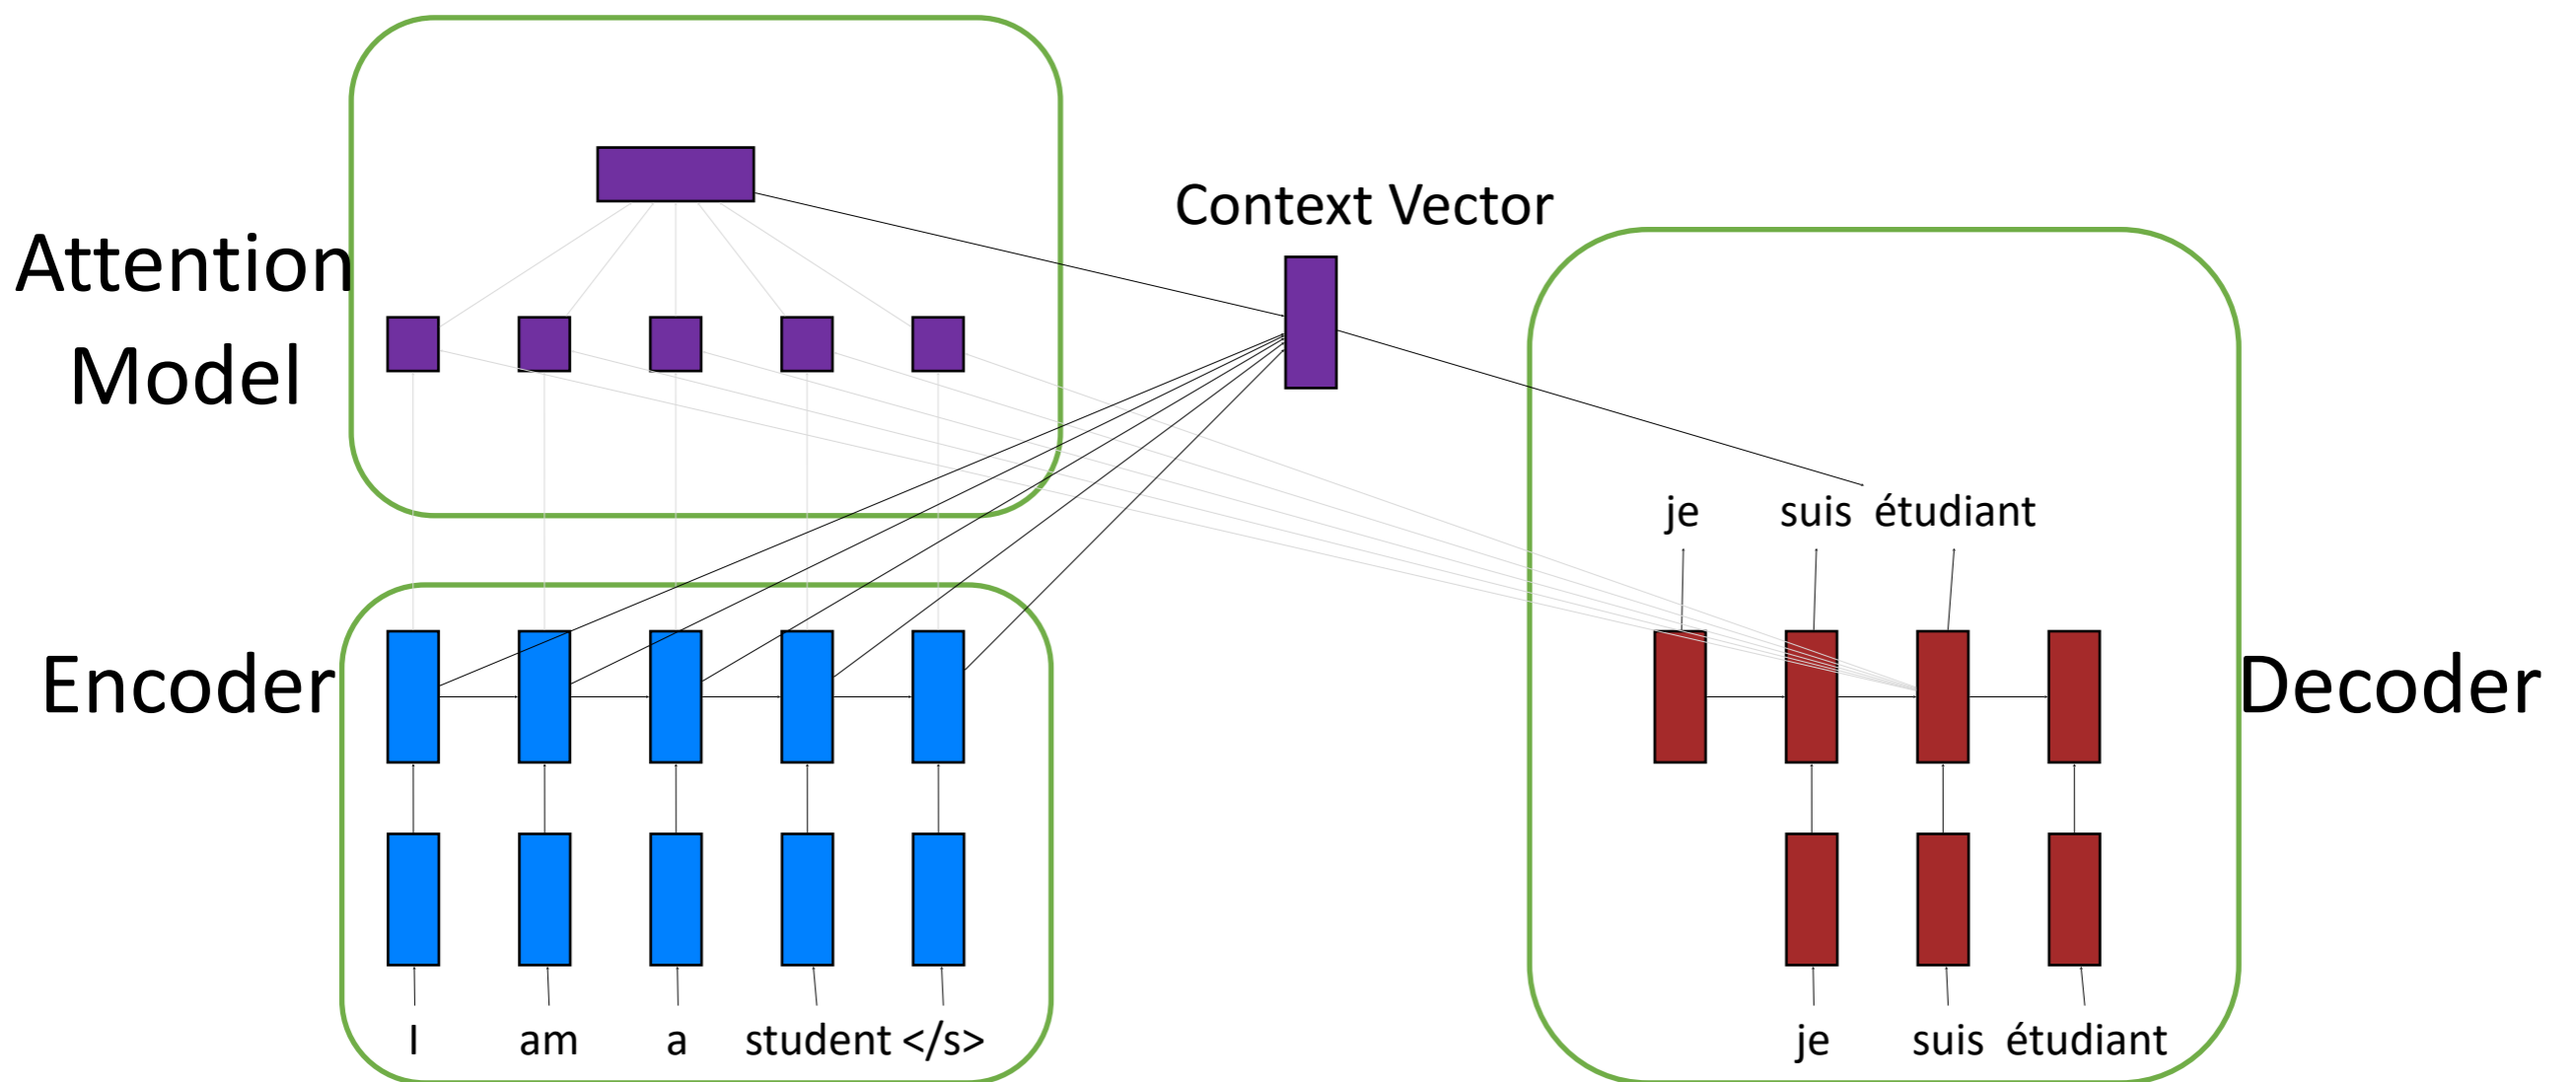 Attention
Model
Context Vector
je suis étudiant
Encoder
Decoder
I am a student </s>
je suis étudiant